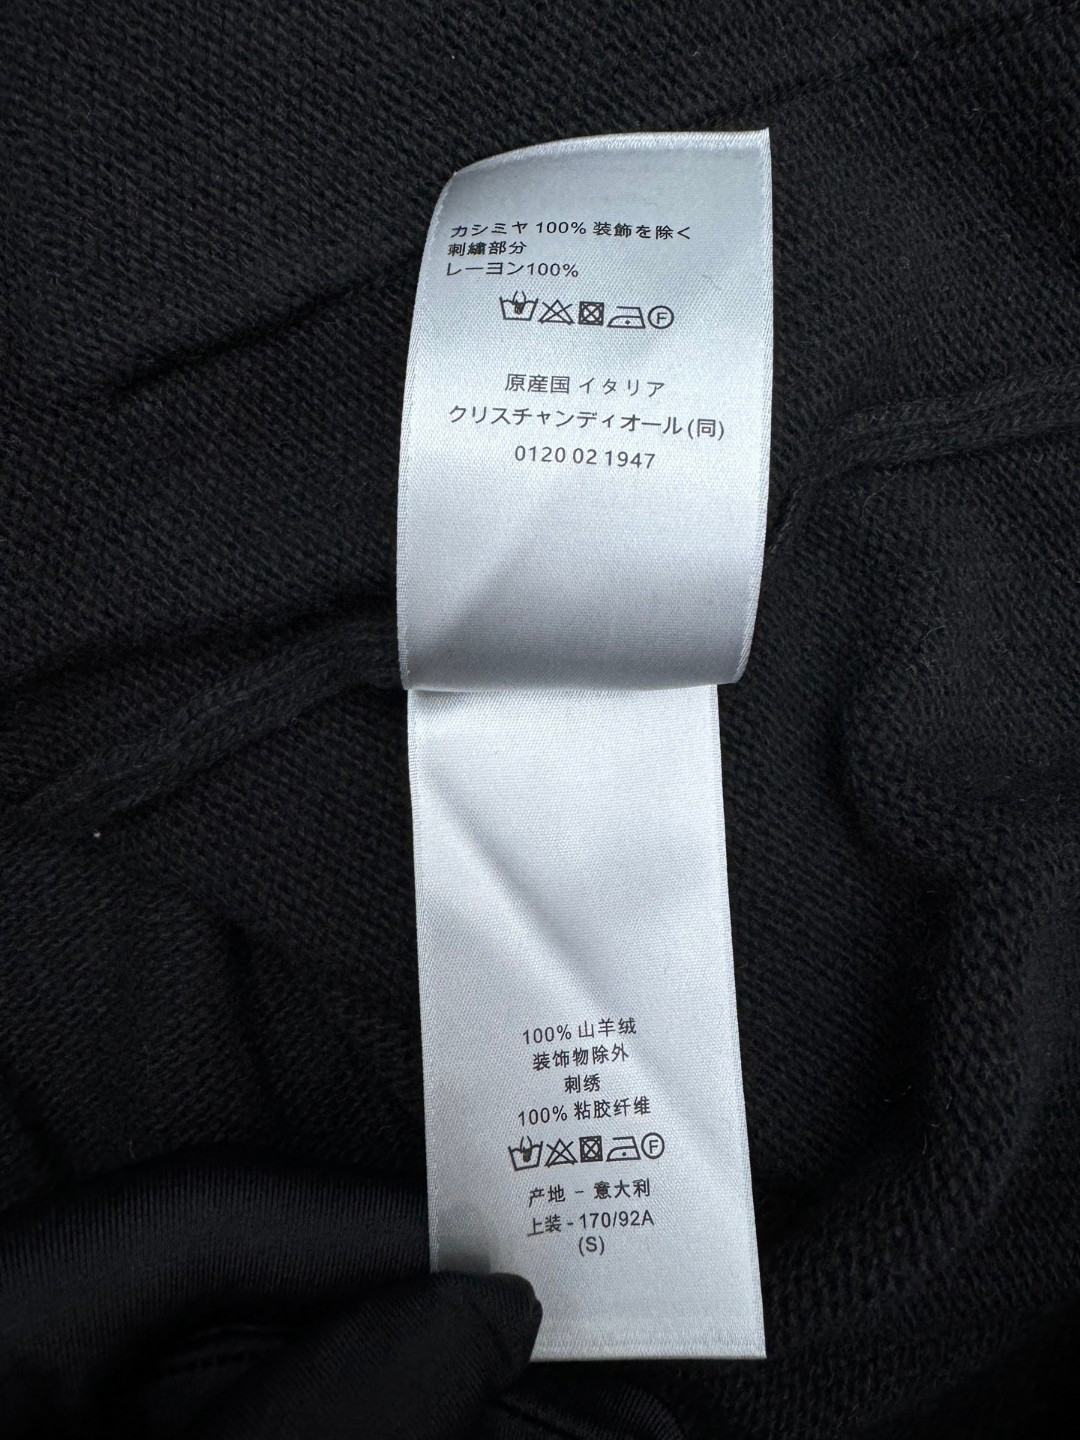 カシミヤ 100% 装飾を除く
刺繍部分
レーヨン100%
F
原産国 イタリア
クリスチャンディオール(同)
0120 02 1947
100% 山羊绒
装饰物除外
刺绣
100% 粘胶纤维
F
产地 - 意大利
上装 - 170/92A
(S)